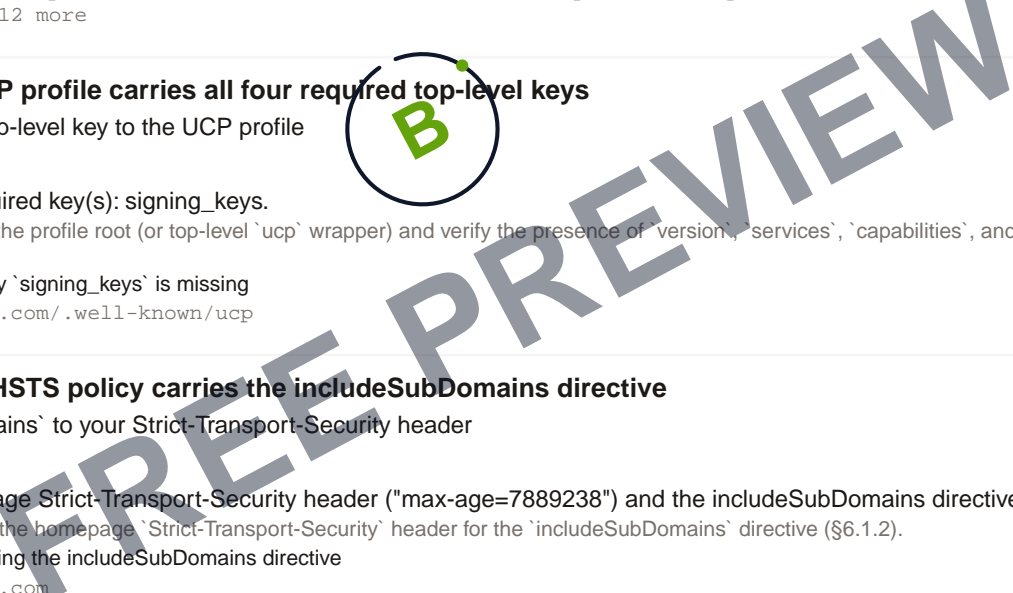 12 more
P profile carries all four required top-level keys
B
o-level key to the UCP profile
uired key(s): signing_keys.
the profile root (or top-level `ucp` wrapper) and verify the presence of `version`, `services`, `capabilities`, and
y `signing_keys` is missing
.com/.well-known/ucp
HSTS policy carries the includeSubDomains directive
ains` to your Strict-Transport-Security header
age Strict-Transport-Security header ("max-age=7889238") and the includeSubDomains directive
the homepage `Strict-Transport-Security` header for the `includeSubDomains` directive (§6.1.2).
ing the includeSubDomains directive
.com
FREE PREVIEW